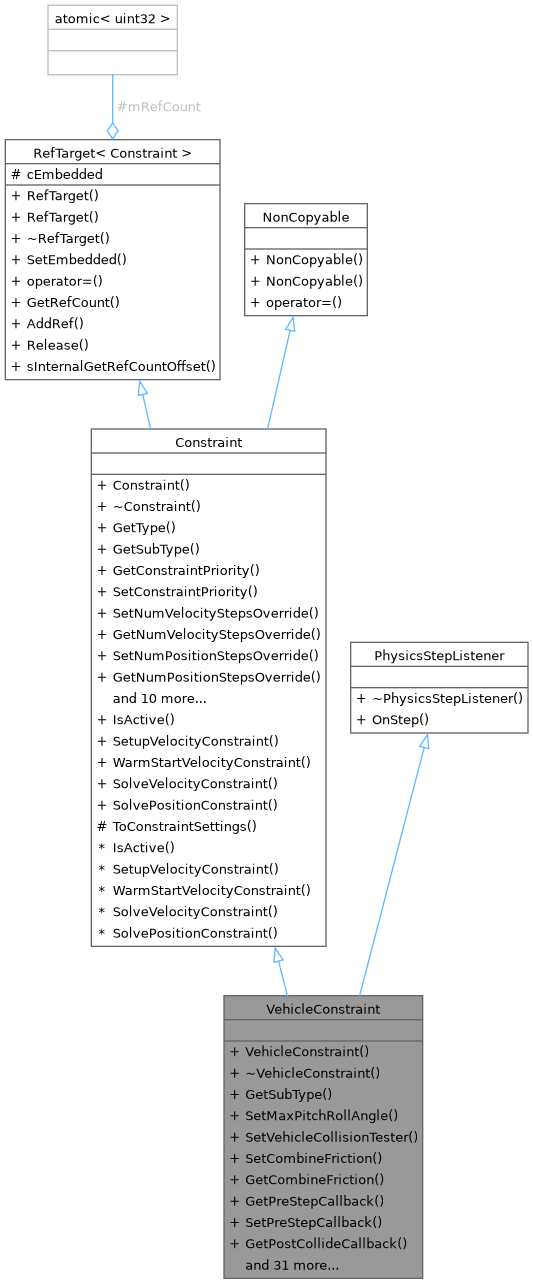 atomic< uint32 >
#mRefCount
RefTarget< Constraint >
# cEmbedded
+ RefTarget()
+ RefTarget()
+ ~RefTarget()
+ SetEmbedded()
+ operator=()
+ GetRefCount()
+ AddRef()
+ Release()
+ sInternalGetRefCountOffset()
NonCopyable
+ NonCopyable()
+ NonCopyable()
+ operator=()
Constraint
+ Constraint()
+ ~Constraint()
+ GetType()
+ GetSubType()
+ GetConstraintPriority()
+ SetConstraintPriority()
+ SetNumVelocityStepsOverride()
+ GetNumVelocityStepsOverride()
+ SetNumPositionStepsOverride()
+ GetNumPositionStepsOverride()
and 10 more...
+ IsActive()
+ SetupVelocityConstraint()
+ WarmStartVelocityConstraint()
+ SolveVelocityConstraint()
+ SolvePositionConstraint()
# ToConstraintSettings()
* IsActive()
* SetupVelocityConstraint()
* WarmStartVelocityConstraint()
* SolveVelocityConstraint()
* SolvePositionConstraint()
PhysicsStepListener
+ ~PhysicsStepListener()
+ OnStep()
VehicleConstraint
+ VehicleConstraint()
+ ~VehicleConstraint()
+ GetSubType()
+ SetMaxPitchRollAngle()
+ SetVehicleCollisionTester()
+ SetCombineFriction()
+ GetCombineFriction()
+ GetPreStepCallback()
+ SetPreStepCallback()
+ GetPostCollideCallback()
and 31 more...